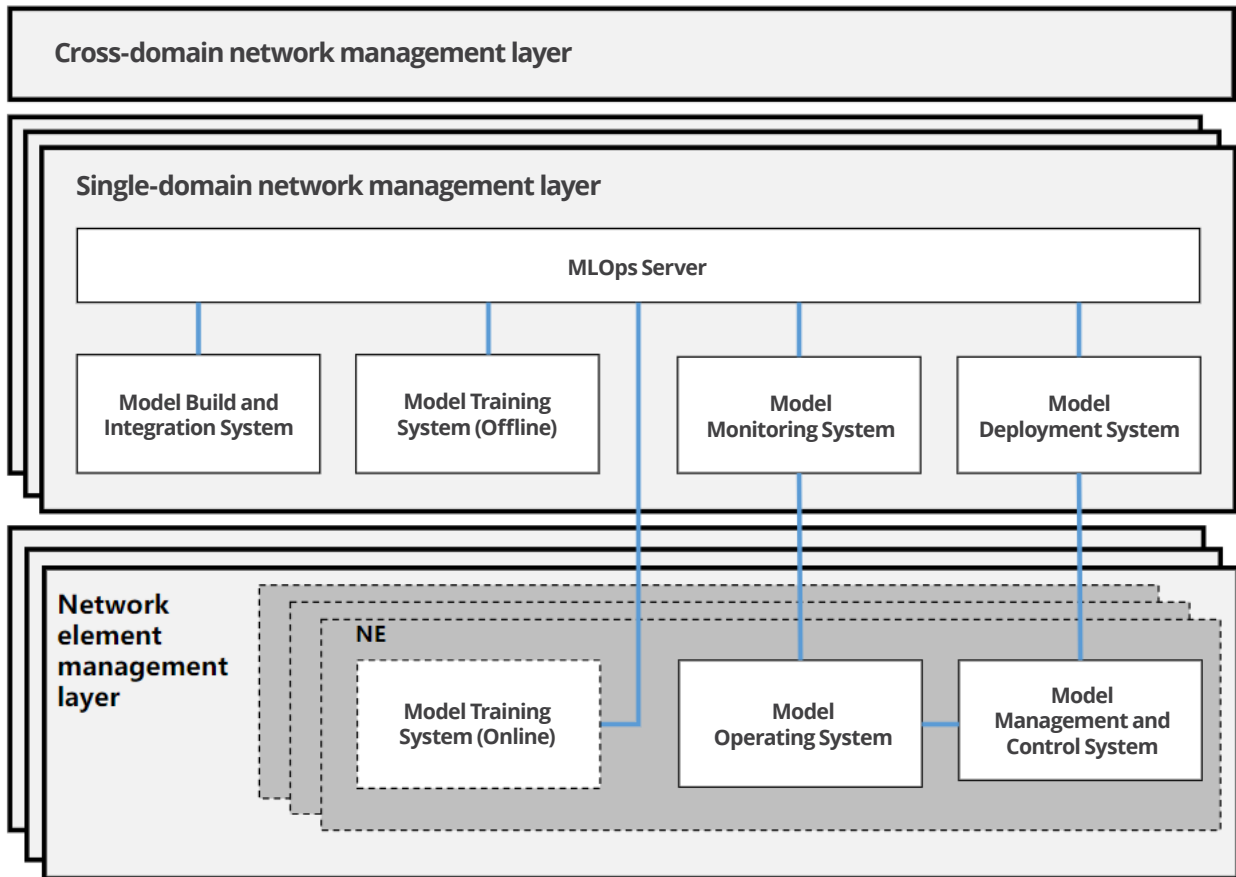 Cross-domain network management layer
Single-domain network management layer
MLOps Server
Model Build and
Integration System
Model Training
System (Offline)
Model
Monitoring System
Model
Deployment System
Network
element
management
layer
NE
Model Training
System (Online)
Model
Operating System
Model
Management and
Control System